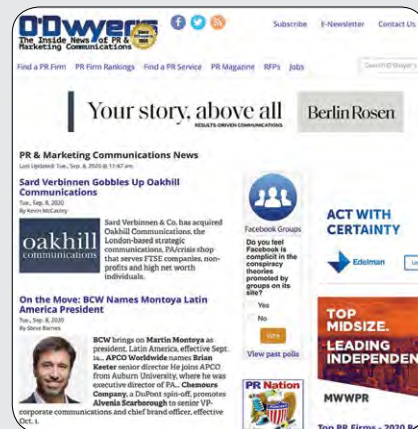 O'Dwyer's
The Inside News of PR &
Marketing Communications
Subscribe E-Newsletter Contact Us
Find a PR Firm PR Firm Rankings Find a PR Service PR Magazine RFPs Jobs
Your story, above all
RESULTS-DRIVEN COMMUNICATIONS
BerlinRosen
PR & Marketing Communications News
Last Updated: Tue., Sep. 8, 2020 @ 11:47 am
Sard Verbinnen Gobbles Up Oakhill
Communications
Tue., Sep. 8, 2020
By Kevin McCauley
oakhill
communications
Sard Verbinnen & Co. has acquired
Oakhill Communications, the
London-based strategic
communications, PA/crisis shop
that serves FTSE companies, non-
profits and high net worth
individuals.
On the Move: BCW Names Montoya Latin
America President
Tue., Sep. 8, 2020
By Steve Barnes
BCW brings on Martin Montoya as
president, Latin America, effective Sept.
14... APCO Worldwide names Brian
Keeter senior director He joins APCO
from Auburn University, where he was
executive director of PA... Chemours
Company, a DuPont spin-off, promotes
Alvenia Scarborough to senior VP-
corporate communications and chief brand officer, effective
Oct. 1.
Facebook Groups
Do you feel
Facebook is
complicit in the
conspiracy
theories
promoted by
groups on its
site?
Yes
No
Vote
View past polls
PR Nation
ACT WITH
CERTAINTY
Edelman
TOP
MIDSIZE.
LEADING
INDEPENDEN
MWWPR
Top PR Firms - 2020 B